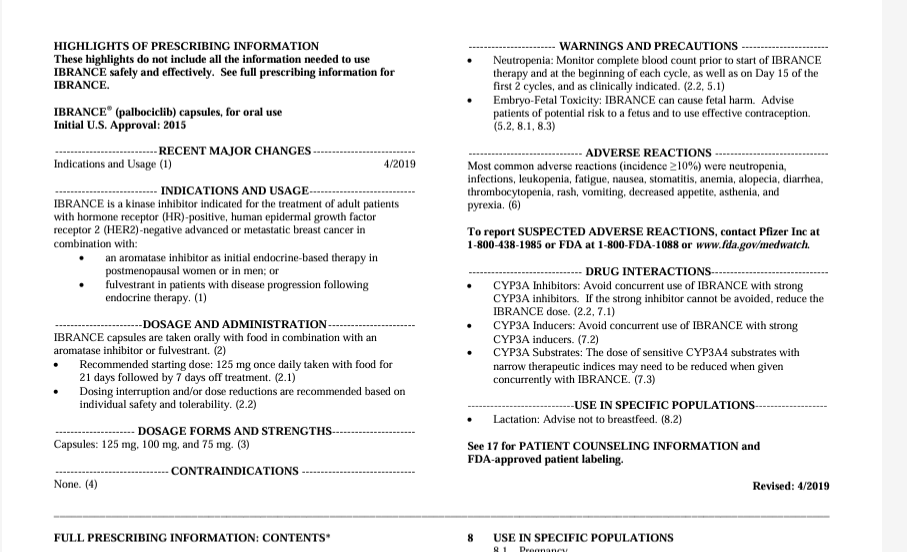 HIGHLIGHTS OF PRESCRIBING INFORMATION
These highlights do not include all the information needed to use
IBRANCE safely and effectively. See full prescribing information for
IBRANCE.
IBRANCE® (palbociclib) capsules, for oral use
Initial U.S. Approval: 2015
--------------------------RECENT MAJOR CHANGES--------------------------
Indications and Usage (1) 4/2019
-------------------------- INDICATIONS AND USAGE--------------------------
IBRANCE is a kinase inhibitor indicated for the treatment of adult patients
with hormone receptor (HR)-positive, human epidermal growth factor
receptor 2 (HER2)-negative advanced or metastatic breast cancer in
combination with:
• an aromatase inhibitor as initial endocrine-based therapy in
postmenopausal women or in men; or
• fulvestrant in patients with disease progression following
endocrine therapy. (1)
----------------------DOSAGE AND ADMINISTRATION----------------------
IBRANCE capsules are taken orally with food in combination with an
aromatase inhibitor or fulvestrant. (2)
• Recommended starting dose: 125 mg once daily taken with food for
21 days followed by 7 days off treatment. (2.1)
• Dosing interruption and/or dose reductions are recommended based on
individual safety and tolerability. (2.2)
-------------------- DOSAGE FORMS AND STRENGTHS---------------------
Capsules: 125 mg, 100 mg, and 75 mg. (3)
----------------------------- CONTRAINDICATIONS -----------------------------
None. (4)
---------------------- WARNINGS AND PRECAUTIONS ----------------------
• Neutropenia: Monitor complete blood count prior to start of IBRANCE
therapy and at the beginning of each cycle, as well as on Day 15 of the
first 2 cycles, and as clinically indicated. (2.2, 5.1)
• Embryo-Fetal Toxicity: IBRANCE can cause fetal harm. Advise
patients of potential risk to a fetus and to use effective contraception.
(5.2, 8.1, 8.3)
----------------------------- ADVERSE REACTIONS -----------------------------
Most common adverse reactions (incidence ≥10%) were neutropenia,
infections, leukopenia, fatigue, nausea, stomatitis, anemia, alopecia, diarrhea,
thrombocytopenia, rash, vomiting, decreased appetite, asthenia, and
pyrexia. (6)
To report SUSPECTED ADVERSE REACTIONS, contact Pfizer Inc at
1-800-438-1985 or FDA at 1-800-FDA-1088 or www.fda.gov/medwatch.
----------------------------- DRUG INTERACTIONS------------------------------
• CYP3A Inhibitors: Avoid concurrent use of IBRANCE with strong
CYP3A inhibitors. If the strong inhibitor cannot be avoided, reduce the
IBRANCE dose. (2.2, 7.1)
• CYP3A Inducers: Avoid concurrent use of IBRANCE with strong
CYP3A inducers. (7.2)
• CYP3A Substrates: The dose of sensitive CYP3A4 substrates with
narrow therapeutic indices may need to be reduced when given
concurrently with IBRANCE. (7.3)
---------------------------USE IN SPECIFIC POPULATIONS-------------------
• Lactation: Advise not to breastfeed. (8.2)
See 17 for PATIENT COUNSELING INFORMATION and
FDA-approved patient labeling.
Revised: 4/2019
FULL PRESCRIBING INFORMATION: CONTENTS*
8 USE IN SPECIFIC POPULATIONS
8.1 Pregnancy